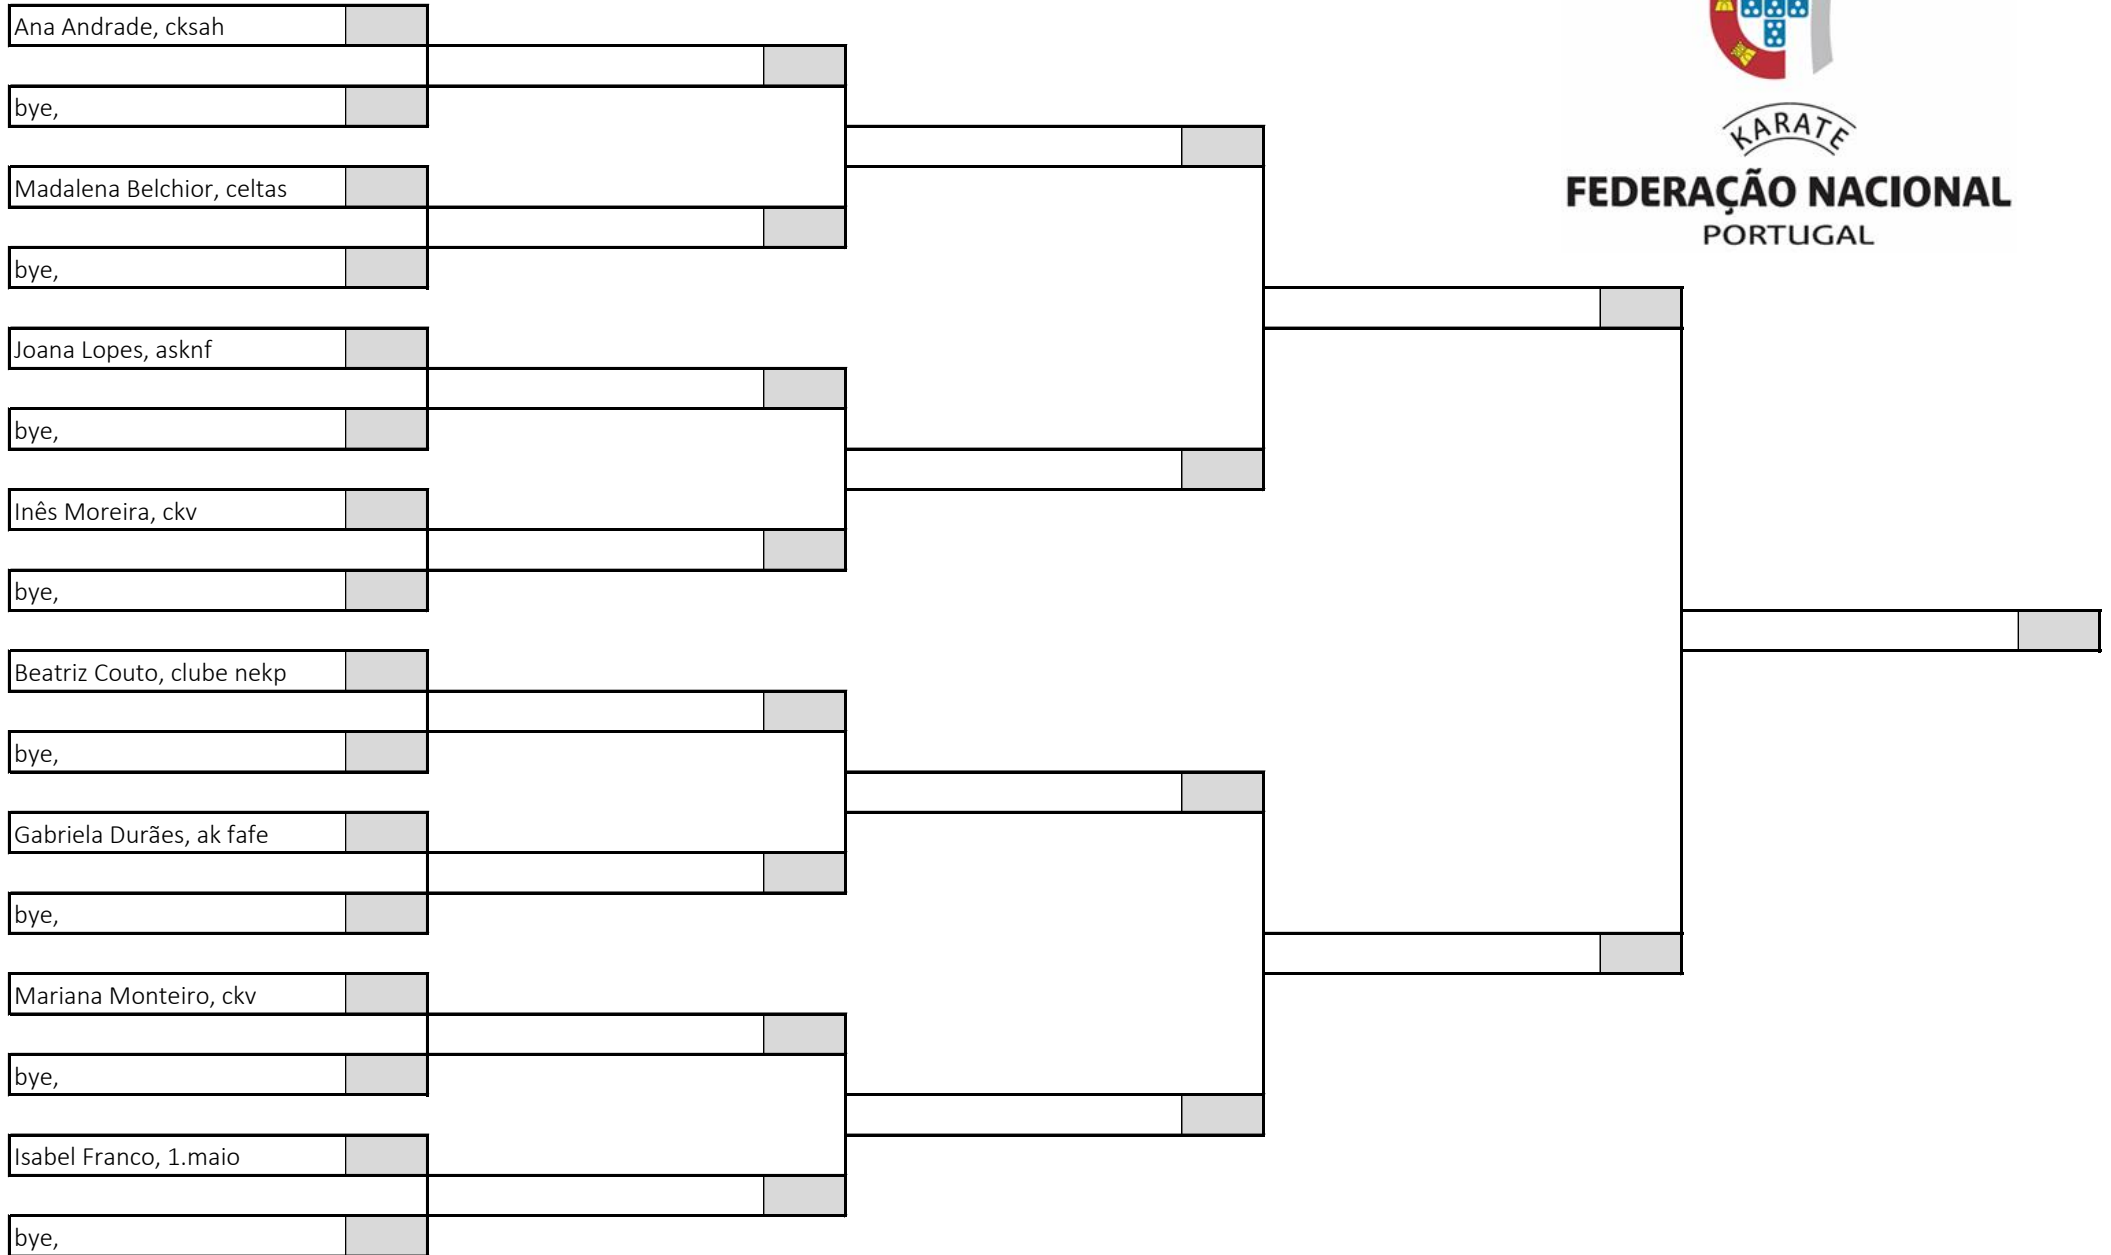 Ana Andrade, cksah
bye,
Madalena Belchior, celtas
bye,
Joana Lopes, asknf
bye,
Inês Moreira, ckv
bye,
Beatriz Couto, clube nekp
bye,
Gabriela Durães, ak fafe
bye,
Mariana Monteiro, ckv
bye,
Isabel Franco, 1.maio
bye,
KARATE
FEDERAÇÃO NACIONAL
PORTUGAL